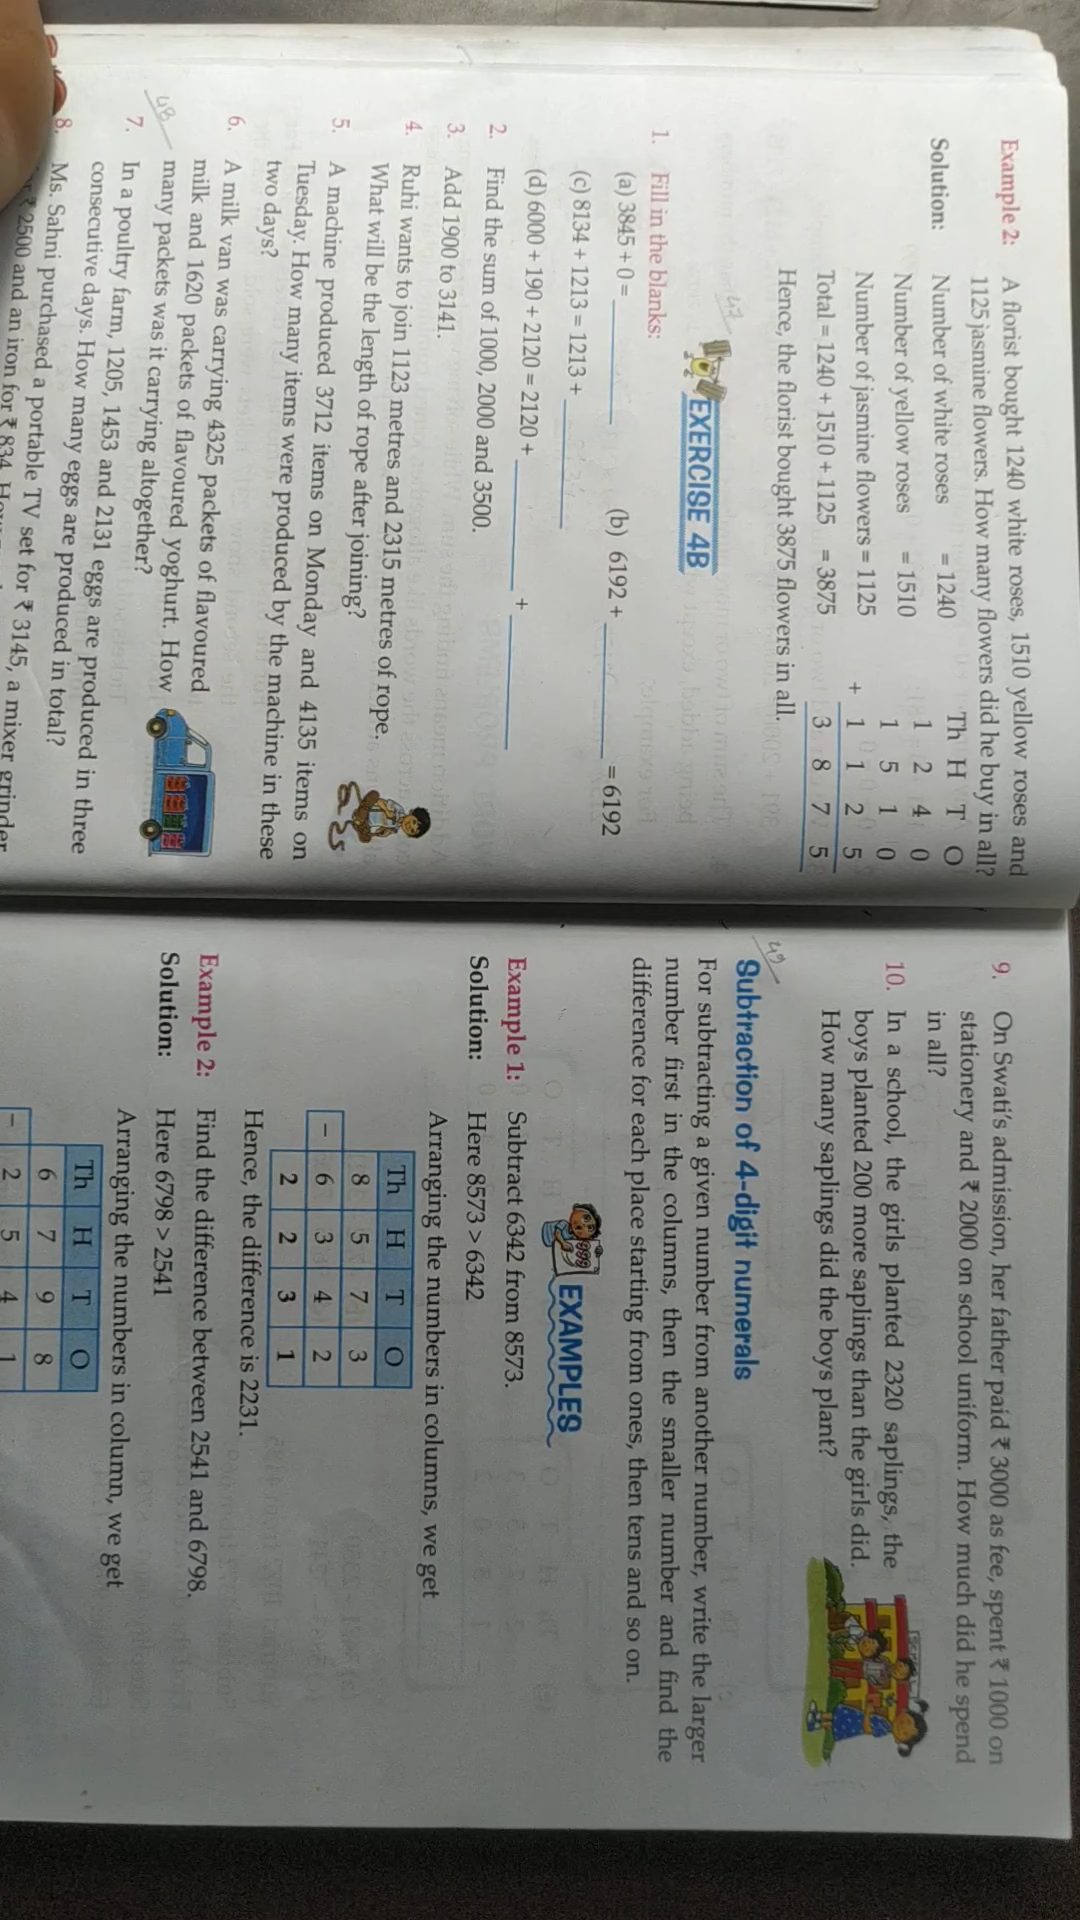 Example 2: A florist bought 1240 white roses, 1510 yellow roses and
1125 jasmine flowers. How many flowers did he buy in all?
Solution: Number of white roses = 1240
Number of yellow roses = 1510
Number of jasmine flowers = 1125
Total = 1240 + 1510 + 1125 = 3875
Th H T O
1 2 4 0
1 5 1 0
+ 1 1 2 5
3 8 7 5
Hence, the florist bought 3875 flowers in all.
47
EXERCISE 4B
1. Fill in the blanks:
(a) 3845 + 0 = ________ (b) 6192 + ________ = 6192
(c) 8134 + 1213 = 1213 + ________
(d) 6000 + 190 + 2120 = 2120 + ________ + ________
2. Find the sum of 1000, 2000 and 3500.
3. Add 1900 to 3141.
4. Ruhi wants to join 1123 metres and 2315 metres of rope.
What will be the length of rope after joining?
5. A machine produced 3712 items on Monday and 4135 items on
Tuesday. How many items were produced by the machine in these
two days?
6. A milk van was carrying 4325 packets of flavoured
milk and 1620 packets of flavoured yoghurt. How
many packets was it carrying altogether?
48
7. In a poultry farm, 1205, 1453 and 2131 eggs are produced in three
consecutive days. How many eggs are produced in total?
8. Ms. Sahni purchased a portable TV set for ₹ 3145, a mixer grinder
for ₹ 2500 and an iron for ₹ 834.
9. On Swati's admission, her father paid ₹ 3000 as fee, spent ₹ 1000 on
stationery and ₹ 2000 on school uniform. How much did he spend
in all?
10. In a school, the girls planted 2320 saplings, the
boys planted 200 more saplings than the girls did.
How many saplings did the boys plant?
49
Subtraction of 4-digit numerals
For subtracting a given number from another number, write the larger
number first in the columns, then the smaller number and find the
difference for each place starting from ones, then tens and so on.
EXAMPLES
Example 1: Subtract 6342 from 8573.
Solution: Here 8573 > 6342
Arranging the numbers in columns, we get
Th H T O
8 5 7 3
– 6 3 4 2
2 2 3 1
Hence, the difference is 2231.
Example 2: Find the difference between 2541 and 6798.
Solution: Here 6798 > 2541
Arranging the numbers in column, we get
Th H T O
6 7 9 8
– 2 5 4 1